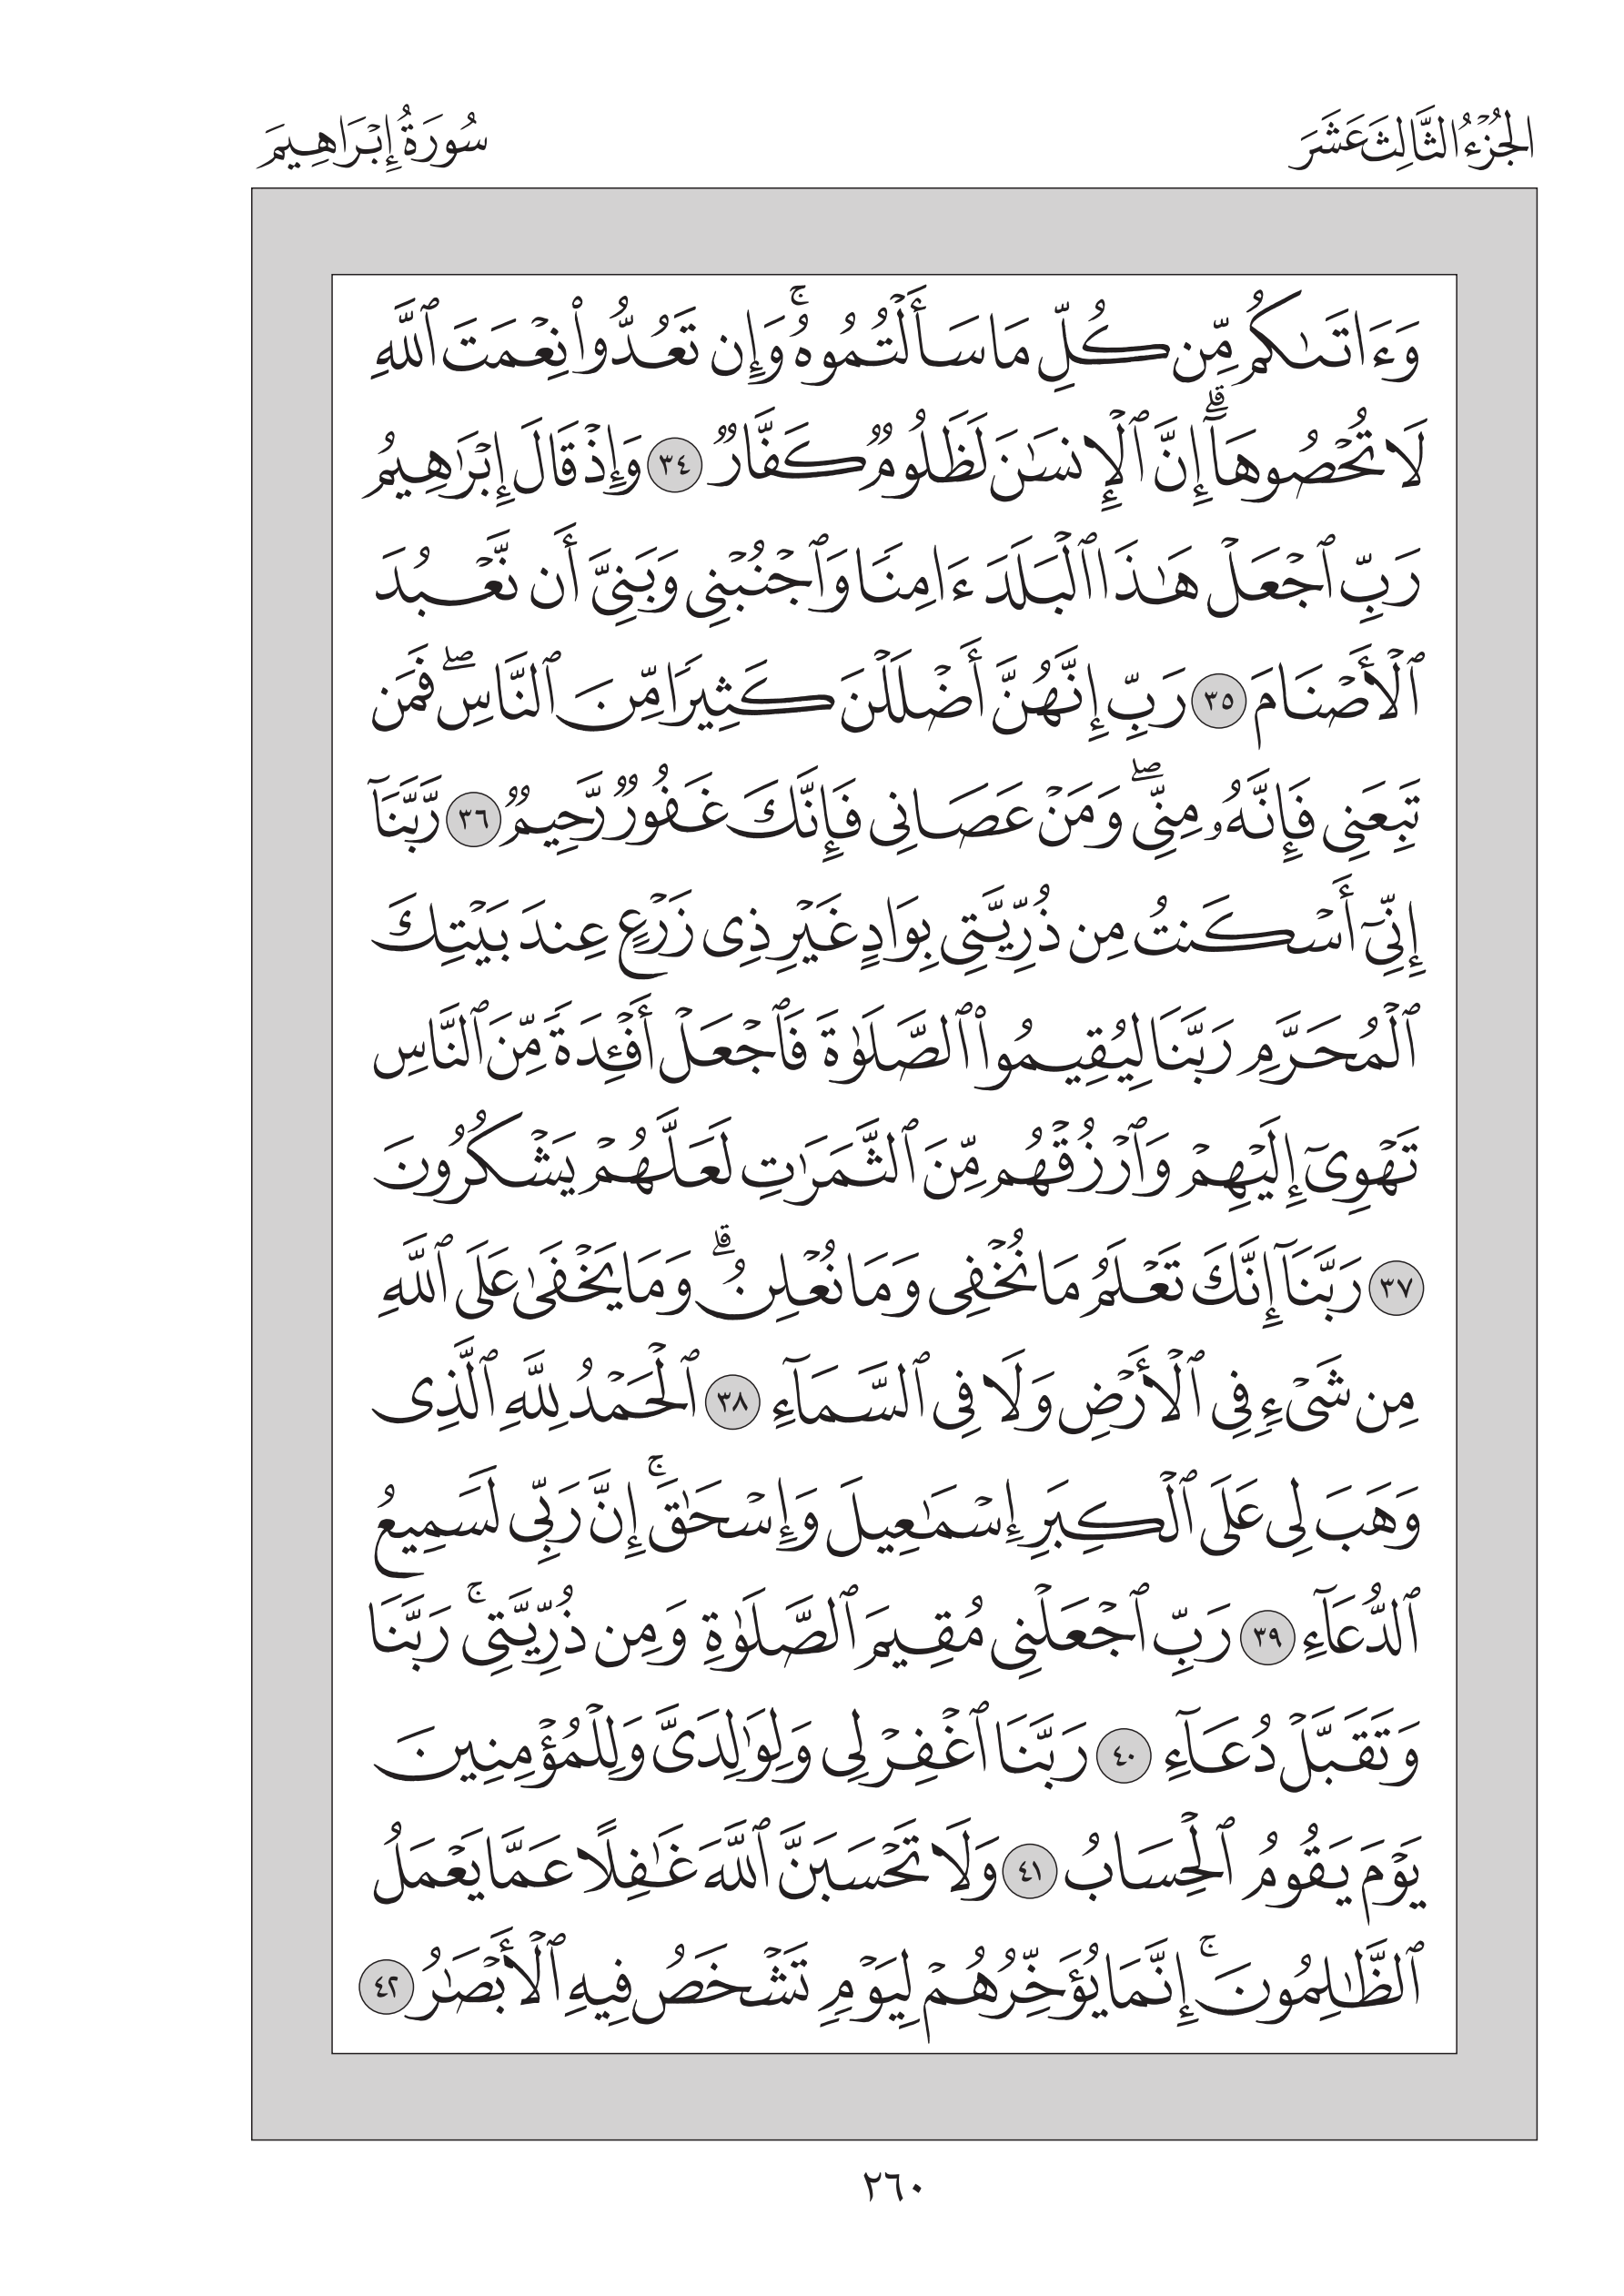 الجُزْءُ الثَّالِثَ عَشَرَ
سُورَةُ إِبْرَاهِيمَ
وَءَاتَىٰكُم مِّن كُلِّ مَا سَأَلْتُمُوهُۚ وَإِن تَعُدُّوا۟ نِعْمَتَ ٱللَّهِ
لَا تُحْصُوهَآۗ إِنَّ ٱلْإِنسَـٰنَ لَظَلُومٌ كَفَّارٌ ٣٤ وَإِذْ قَالَ إِبْرَٰهِيمُ
رَبِّ ٱجْعَلْ هَـٰذَا ٱلْبَلَدَ ءَامِنًا وَٱجْنُبْنِى وَبَنِىَّ أَن نَّعْبُدَ
ٱلْأَصْنَامَ ٣٥ رَبِّ إِنَّهُنَّ أَضْلَلْنَ كَثِيرًا مِّنَ ٱلنَّاسِۖ فَمَن
تَبِعَنِى فَإِنَّهُۥ مِنِّىۖ وَمَنْ عَصَانِى فَإِنَّكَ غَفُورٌ رَّحِيمٌ ٣٦ رَّبَّنَآ
إِنِّىٓ أَسْكَنتُ مِن ذُرِّيَّتِى بِوَادٍ غَيْرِ ذِى زَرْعٍ عِندَ بَيْتِكَ
ٱلْمُحَرَّمِ رَبَّنَا لِيُقِيمُوا۟ ٱلصَّلَوٰةَ فَٱجْعَلْ أَفْـِٔدَةً مِّنَ ٱلنَّاسِ
تَهْوِىٓ إِلَيْهِمْ وَٱرْزُقْهُم مِّنَ ٱلثَّمَرَٰتِ لَعَلَّهُمْ يَشْكُرُونَ
٣٧ رَبَّنَآ إِنَّكَ تَعْلَمُ مَا نُخْفِى وَمَا نُعْلِنُۗ وَمَا يَخْفَىٰ عَلَى ٱللَّهِ
مِن شَىْءٍ فِى ٱلْأَرْضِ وَلَا فِى ٱلسَّمَآءِ ٣٨ ٱلْحَمْدُ لِلَّهِ ٱلَّذِى
وَهَبَ لِى عَلَى ٱلْكِبَرِ إِسْمَـٰعِيلَ وَإِسْحَـٰقَۚ إِنَّ رَبِّى لَسَمِيعُ
ٱلدُّعَآءِ ٣٩ رَبِّ ٱجْعَلْنِى مُقِيمَ ٱلصَّلَوٰةِ وَمِن ذُرِّيَّتِىۚ رَبَّنَا
وَتَقَبَّلْ دُعَآءِ ٤٠ رَبَّنَا ٱغْفِرْ لِى وَلِوَٰلِدَىَّ وَلِلْمُؤْمِنِينَ
يَوْمَ يَقُومُ ٱلْحِسَابُ ٤١ وَلَا تَحْسَبَنَّ ٱللَّهَ غَـٰفِلًا عَمَّا يَعْمَلُ
ٱلظَّـٰلِمُونَۚ إِنَّمَا يُؤَخِّرُهُمْ لِيَوْمٍ تَشْخَصُ فِيهِ ٱلْأَبْصَـٰرُ ٤٢
٢٦٠